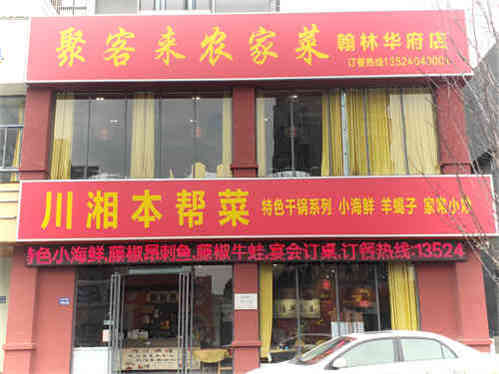 聚客来农家菜 翰林华府店
订餐热线13524043001
川湘本帮菜 特色干锅系列 小海鲜 羊蝎子 家常小炒
特色小海鲜,藤椒昂刺鱼,藤椒牛蛙,宴会订桌,订餐热线:13524